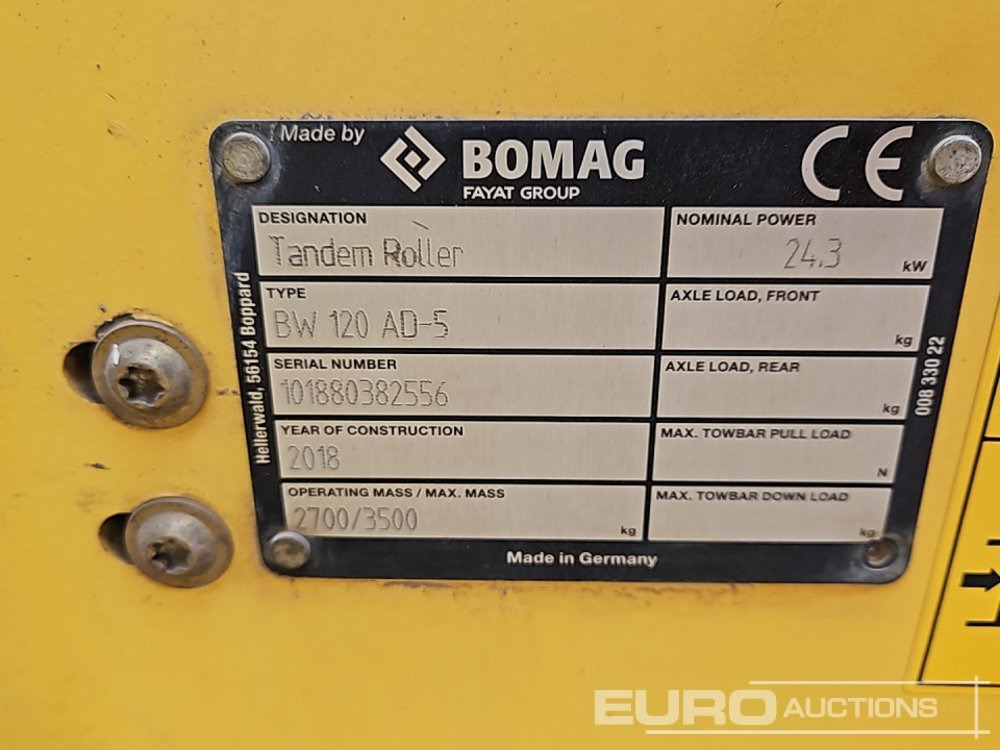 Made by
BOMAG
FAYAT GROUP
CE
DESIGNATION
Tandem Roller
NOMINAL POWER
24.3 kW
TYPE
BW 120 AD-5
AXLE LOAD, FRONT
kg
SERIAL NUMBER
101880382556
AXLE LOAD, REAR
kg
YEAR OF CONSTRUCTION
2018
MAX. TOWBAR PULL LOAD
N
OPERATING MASS / MAX. MASS
2700/3500 kg
MAX. TOWBAR DOWN LOAD
kg
Hellerwald, 56154 Boppard
008 330 22
Made in Germany
EURO AUCTIONS